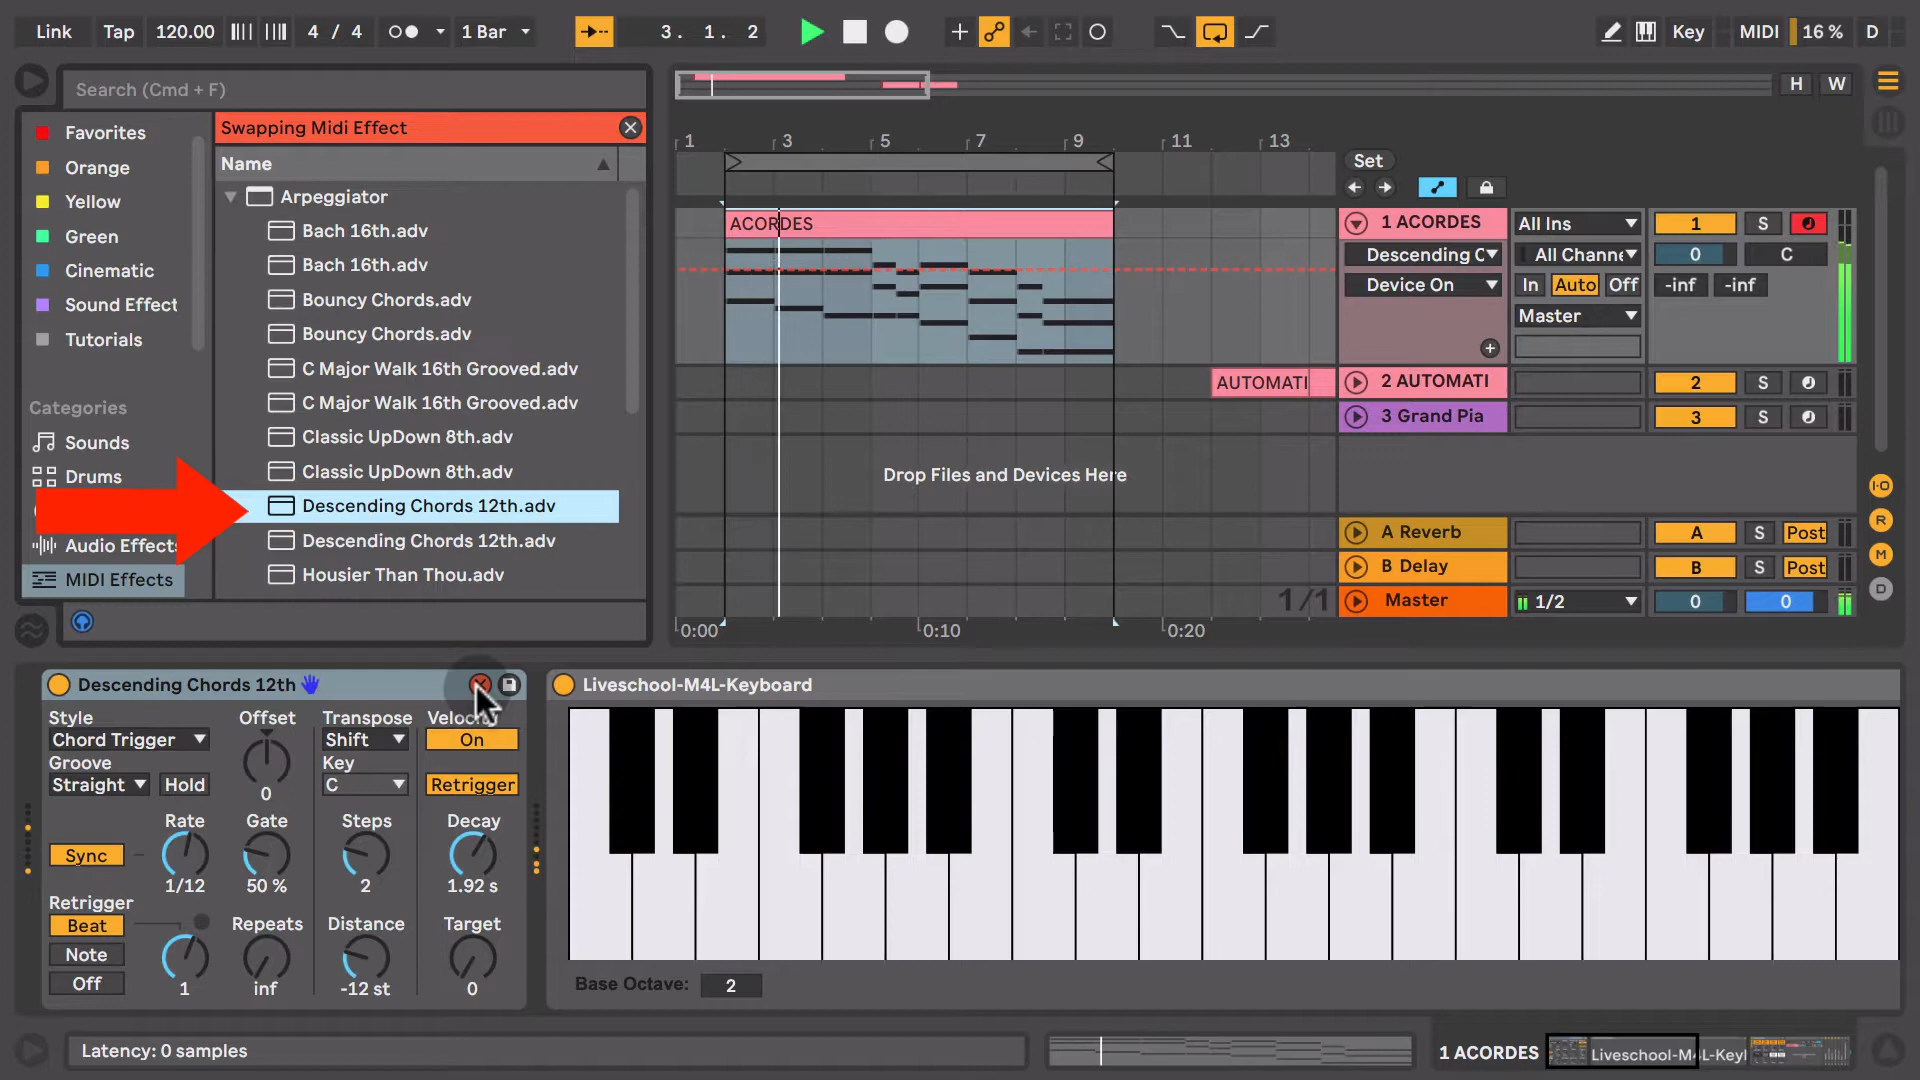 Link Tap 120.00 4 / 4 1 Bar 3. 1. 2 Key MIDI 16 % D
Search (Cmd + F)
H W
Favorites
Orange
Yellow
Green
Cinematic
Sound Effect
Tutorials
Categories
Sounds
Drums
Audio Effects
MIDI Effects
Swapping Midi Effect
Name
Arpeggiator
Bach 16th.adv
Bach 16th.adv
Bouncy Chords.adv
Bouncy Chords.adv
C Major Walk 16th Grooved.adv
C Major Walk 16th Grooved.adv
Classic UpDown 8th.adv
Classic UpDown 8th.adv
Descending Chords 12th.adv
Descending Chords 12th.adv
Housier Than Thou.adv
1 3 5 7 9 11 13
Set
ACORDES
1 ACORDES All Ins 1 S
Descending C All Channe 0 C
Device On In Auto Off -inf -inf
Master
AUTOMATI 2 AUTOMATI 2 S
3 Grand Pia 3 S
Drop Files and Devices Here
A Reverb A S Post
B Delay B S Post
1/1 Master 1/2 0 0
0:00 0:10 0:20
I·O
R
M
D
Descending Chords 12th
Style Offset Transpose Velocity
Chord Trigger Shift On
Groove Key
Straight Hold 0 C Retrigger
Rate Gate Steps Decay
Sync 1/12 50 % 2 1.92 s
Retrigger
Beat Repeats Distance Target
Note
Off 1 inf -12 st 0
Liveschool-M4L-Keyboard
Base Octave: 2
Latency: 0 samples
1 ACORDES Liveschool-M4L-Keyl